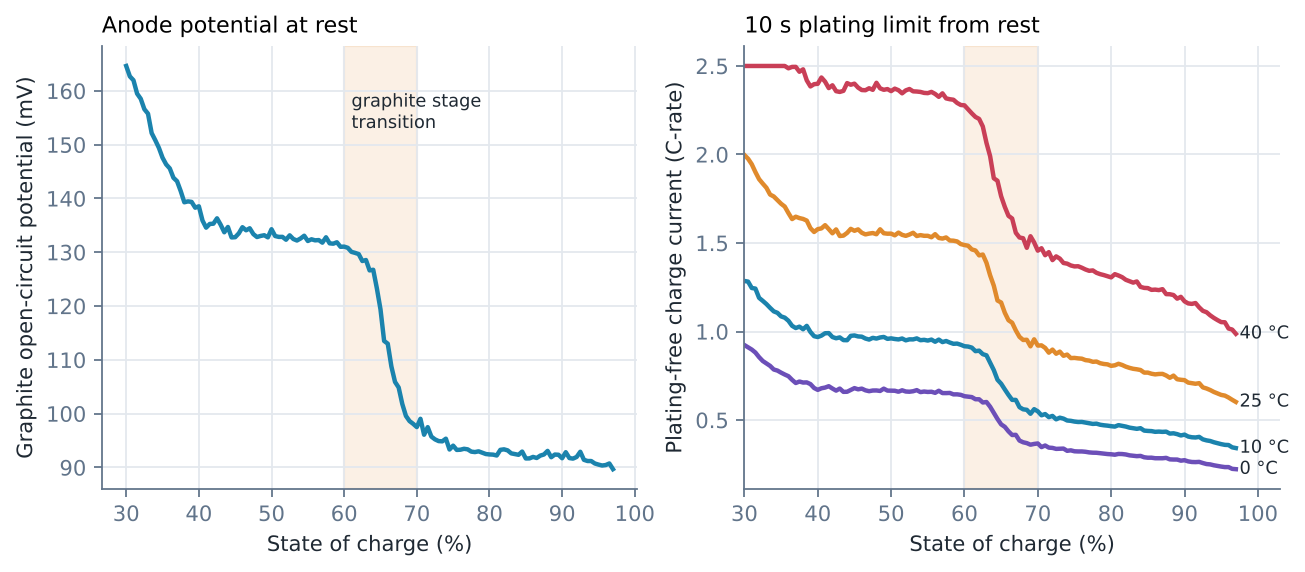 Anode potential at rest
Graphite open-circuit potential (mV)
160
150
140
130
120
110
100
90
graphite stage
transition
30
40
50
60
70
80
90
100
State of charge (%)
10 s plating limit from rest
Plating-free charge current (C-rate)
2.5
2.0
1.5
1.0
0.5
40 °C
25 °C
10 °C
0 °C
30
40
50
60
70
80
90
100
State of charge (%)